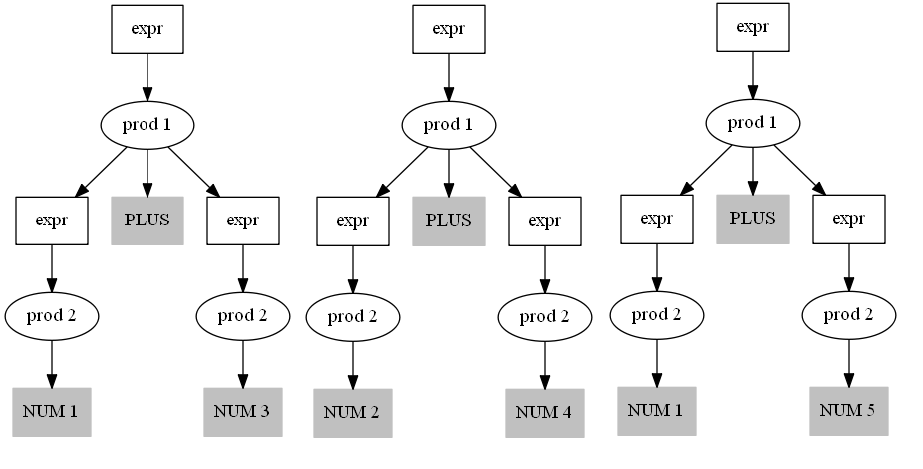 expr
expr
expr
prod 1
prod 1
prod 1
expr
PLUS
expr
expr
PLUS
expr
expr
PLUS
expr
prod 2
prod 2
prod 2
prod 2
prod 2
prod 2
NUM 1
NUM 3
NUM 2
NUM 4
NUM 1
NUM 5